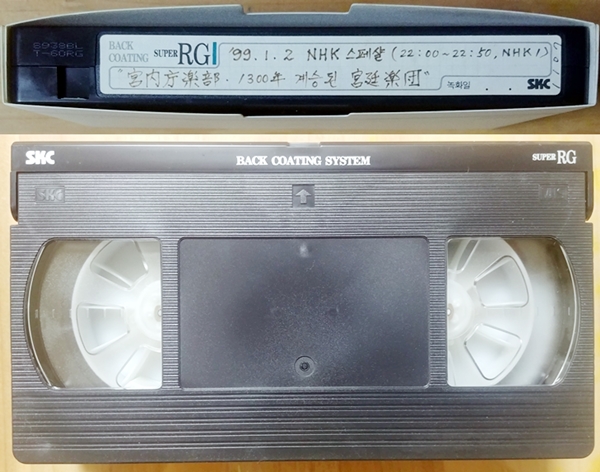 BACK
COATING
SUPER RG
'99.1.2 NHK 스페셜 (22:00~22:50, NHK1)
"宮内庁楽部. 1300年 계승된 宮廷楽団"
녹화일 . . SKC
T-60RG
SKC
BACK COATING SYSTEM
SUPER RG
SKC